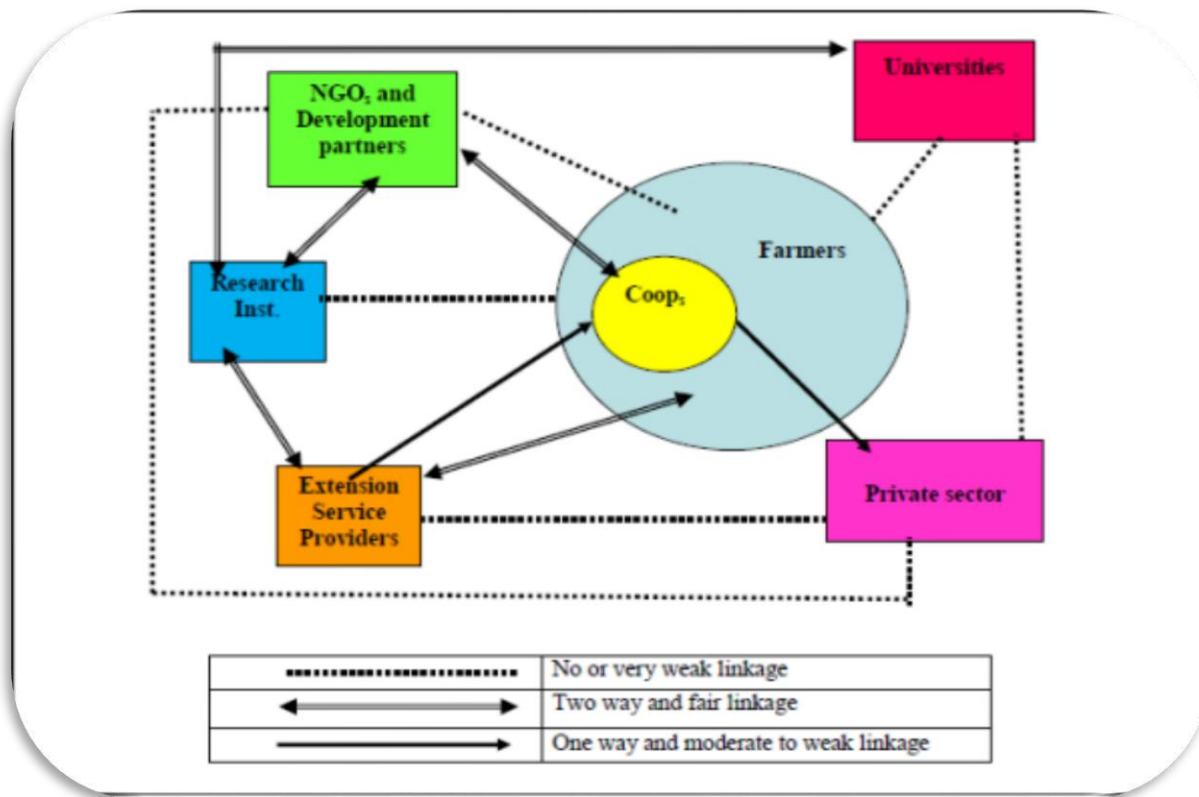 Universities
NGOs and
Development
partners
Farmers
Research
Inst.
Coops
Extension
Service
Providers
Private sector
No or very weak linkage
Two way and fair linkage
One way and moderate to weak linkage